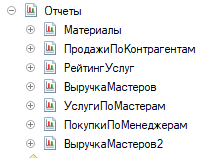 Отчеты
Материалы
ПродажиПоКонтрагентам
РейтингУслуг
ВыручкаМастеров
УслугиПоМастерам
ПокупкиПоМенеджерам
ВыручкаМастеров2